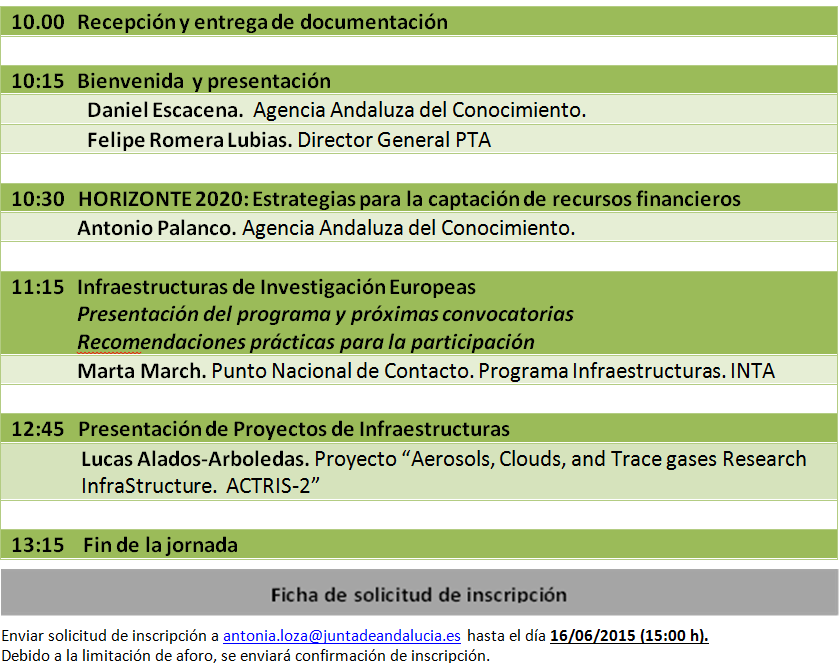 10.00 Recepción y entrega de documentación
10:15 Bienvenida y presentación
Daniel Escacena. Agencia Andaluza del Conocimiento.
Felipe Romera Lubias. Director General PTA
10:30 HORIZONTE 2020: Estrategias para la captación de recursos financieros
Antonio Palanco. Agencia Andaluza del Conocimiento.
11:15 Infraestructuras de Investigación Europeas
Presentación del programa y próximas convocatorias
Recomendaciones prácticas para la participación
Marta March. Punto Nacional de Contacto. Programa Infraestructuras. INTA
12:45 Presentación de Proyectos de Infraestructuras
Lucas Alados-Arboledas. Proyecto “Aerosols, Clouds, and Trace gases Research
InfraStructure. ACTRIS-2”
13:15 Fin de la jornada
Ficha de solicitud de inscripción
Enviar solicitud de inscripción a antonia.loza@juntadeandalucia.es hasta el día 16/06/2015 (15:00 h).
Debido a la limitación de aforo, se enviará confirmación de inscripción.